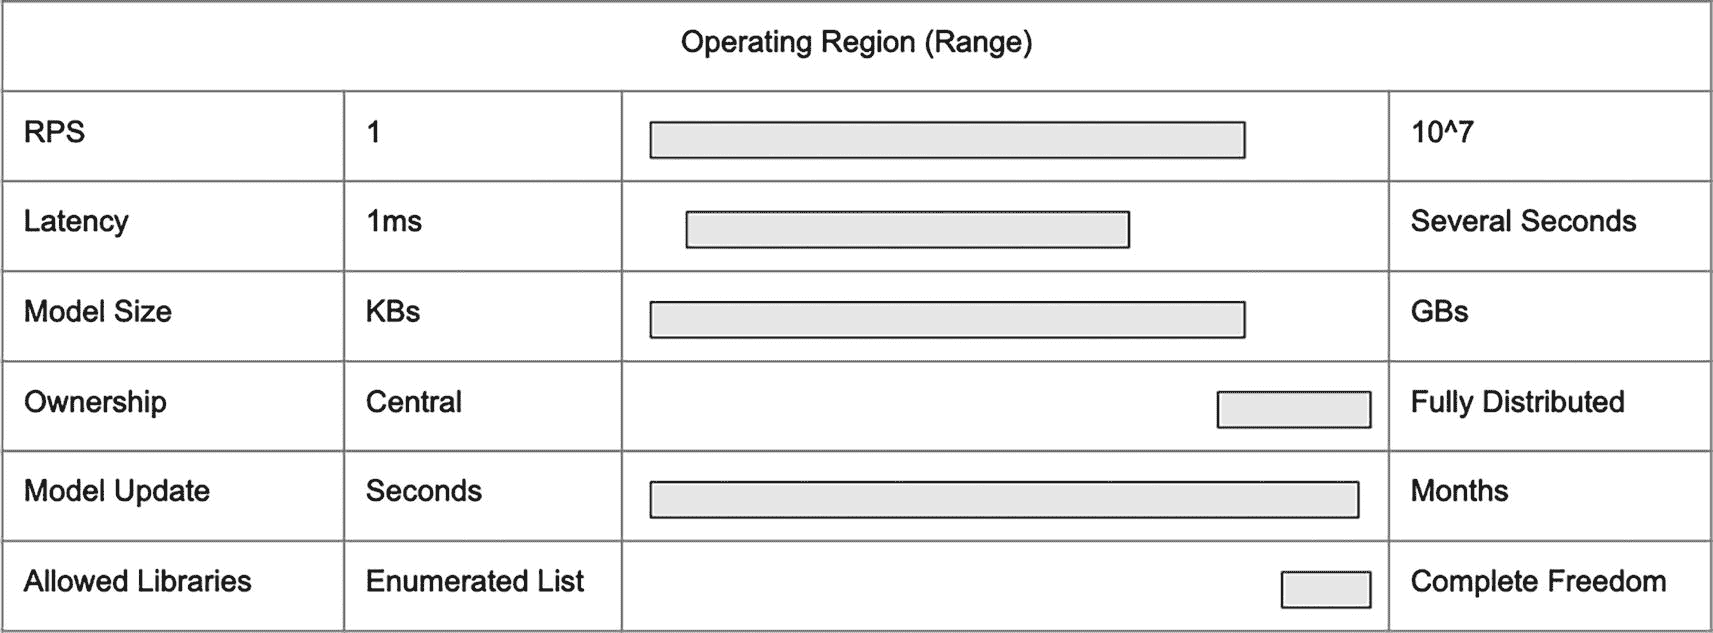 Operating Region (Range)
RPS 1 10^7
Latency 1ms Several Seconds
Model Size KBs GBs
Ownership Central Fully Distributed
Model Update Seconds Months
Allowed Libraries Enumerated List Complete Freedom